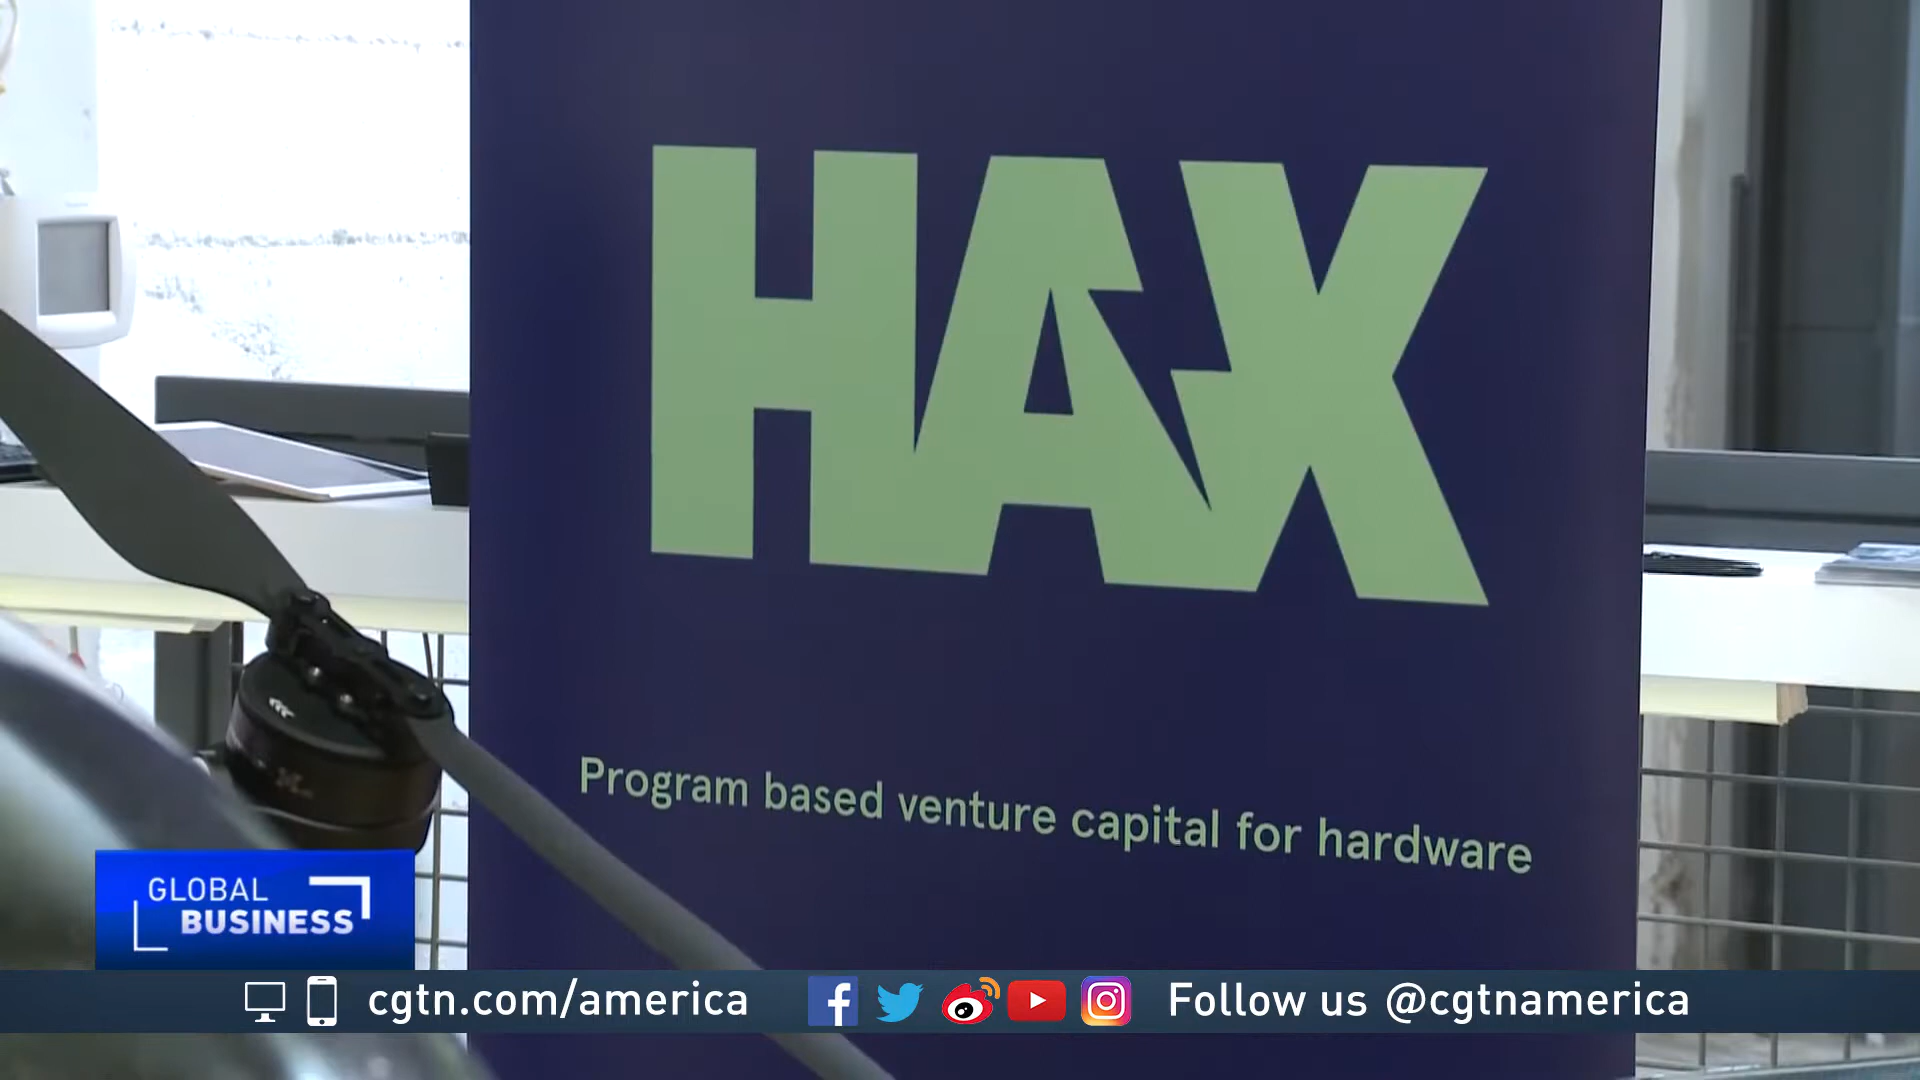 HAX
Program based venture capital for hardware
GLOBAL
BUSINESS
cgtn.com/america
Follow us @cgtnamerica